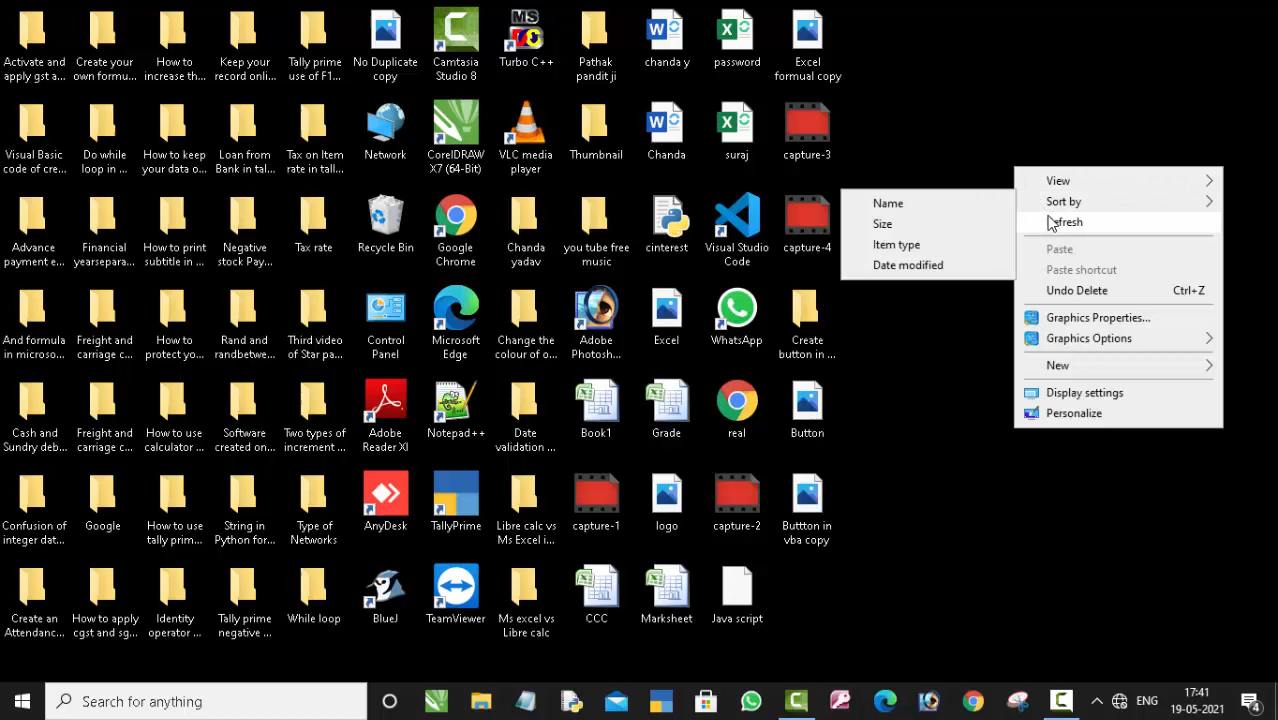 Activate and
apply gst a...
Create your
own formu...
How to
increase th...
Keep your
record onli...
Tally prime
use of F1...
No Duplicate
copy
Camtasia
Studio 8
MS
Turbo C++
Pathak
pandit ji
chanda y
password
Excel
formual copy
Visual Basic
code of cre...
Do while
loop in ...
How to keep
your data o...
Loan from
Bank in tal...
Tax on Item
rate in tall...
Network
CorelDRAW
X7 (64-Bit)
VLC media
player
Thumbnail
Chanda
suraj
capture-3
Advance
payment e...
Financial
yearsepara...
How to print
subtitle in ...
Negative
stock Pay...
Tax rate
Recycle Bin
Google
Chrome
Chanda
yadav
you tube free
music
cinterest
Visual Studio
Code
capture-4
And formula
in microso...
Freight and
carriage c...
How to
protect yo...
Rand and
randbetwe...
Third video
of Star pa...
Control
Panel
Microsoft
Edge
Change the
colour of o...
Adobe
Photosh...
Excel
WhatsApp
Create
button in ...
Cash and
Sundry deb...
Freight and
carriage c...
How to use
calculator ...
Software
created on...
Two types of
increment ...
Adobe
Reader XI
Notepad++
Date
validation ...
Book1
Grade
real
Button
Confusion of
integer dat...
Google
How to use
tally prim...
String in
Python for...
Type of
Networks
AnyDesk
TallyPrime
Libre calc vs
Ms Excel i...
capture-1
logo
capture-2
Buttton in
vba copy
Create an
Attendanc...
How to apply
cgst and sg...
Identity
operator ...
Tally prime
negative ...
While loop
BlueJ
TeamViewer
Ms excel vs
Libre calc
CCC
Marksheet
Java script
Name
Size
Item type
Date modified
View
Sort by
Refresh
Paste
Paste shortcut
Undo Delete Ctrl+Z
Graphics Properties...
Graphics Options
New
Display settings
Personalize
Search for anything
ENG
17:41
19-05-2021
4